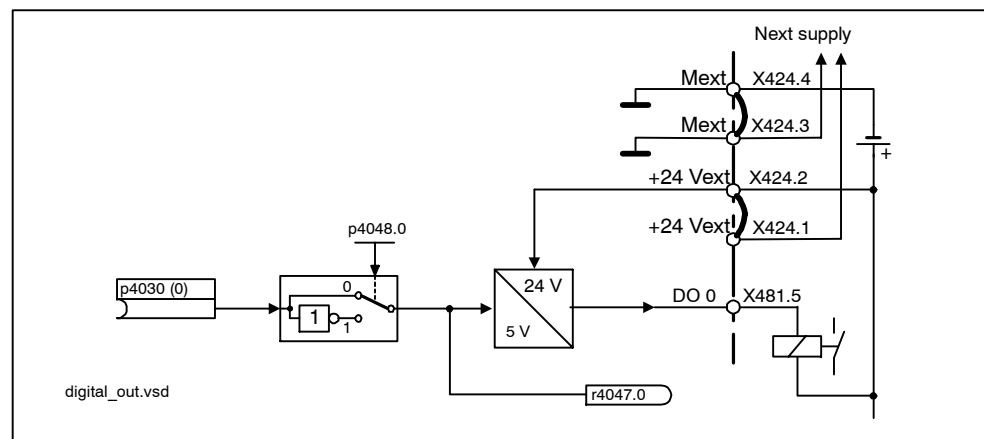 Next supply
Mext X424.4
Mext X424.3
+24 Vext X424.2
+24 Vext X424.1
p4048.0
p4030 (0)
0
1
1
24 V
5 V
DO 0 X481.5
+
r4047.0
digital_out.vsd